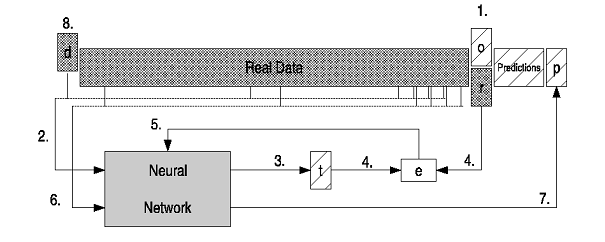 1.
8.
d
o
Real Data
Predictions
p
r
2.
5.
3.
4.
4.
Neural
t
e
6.
7.
Network